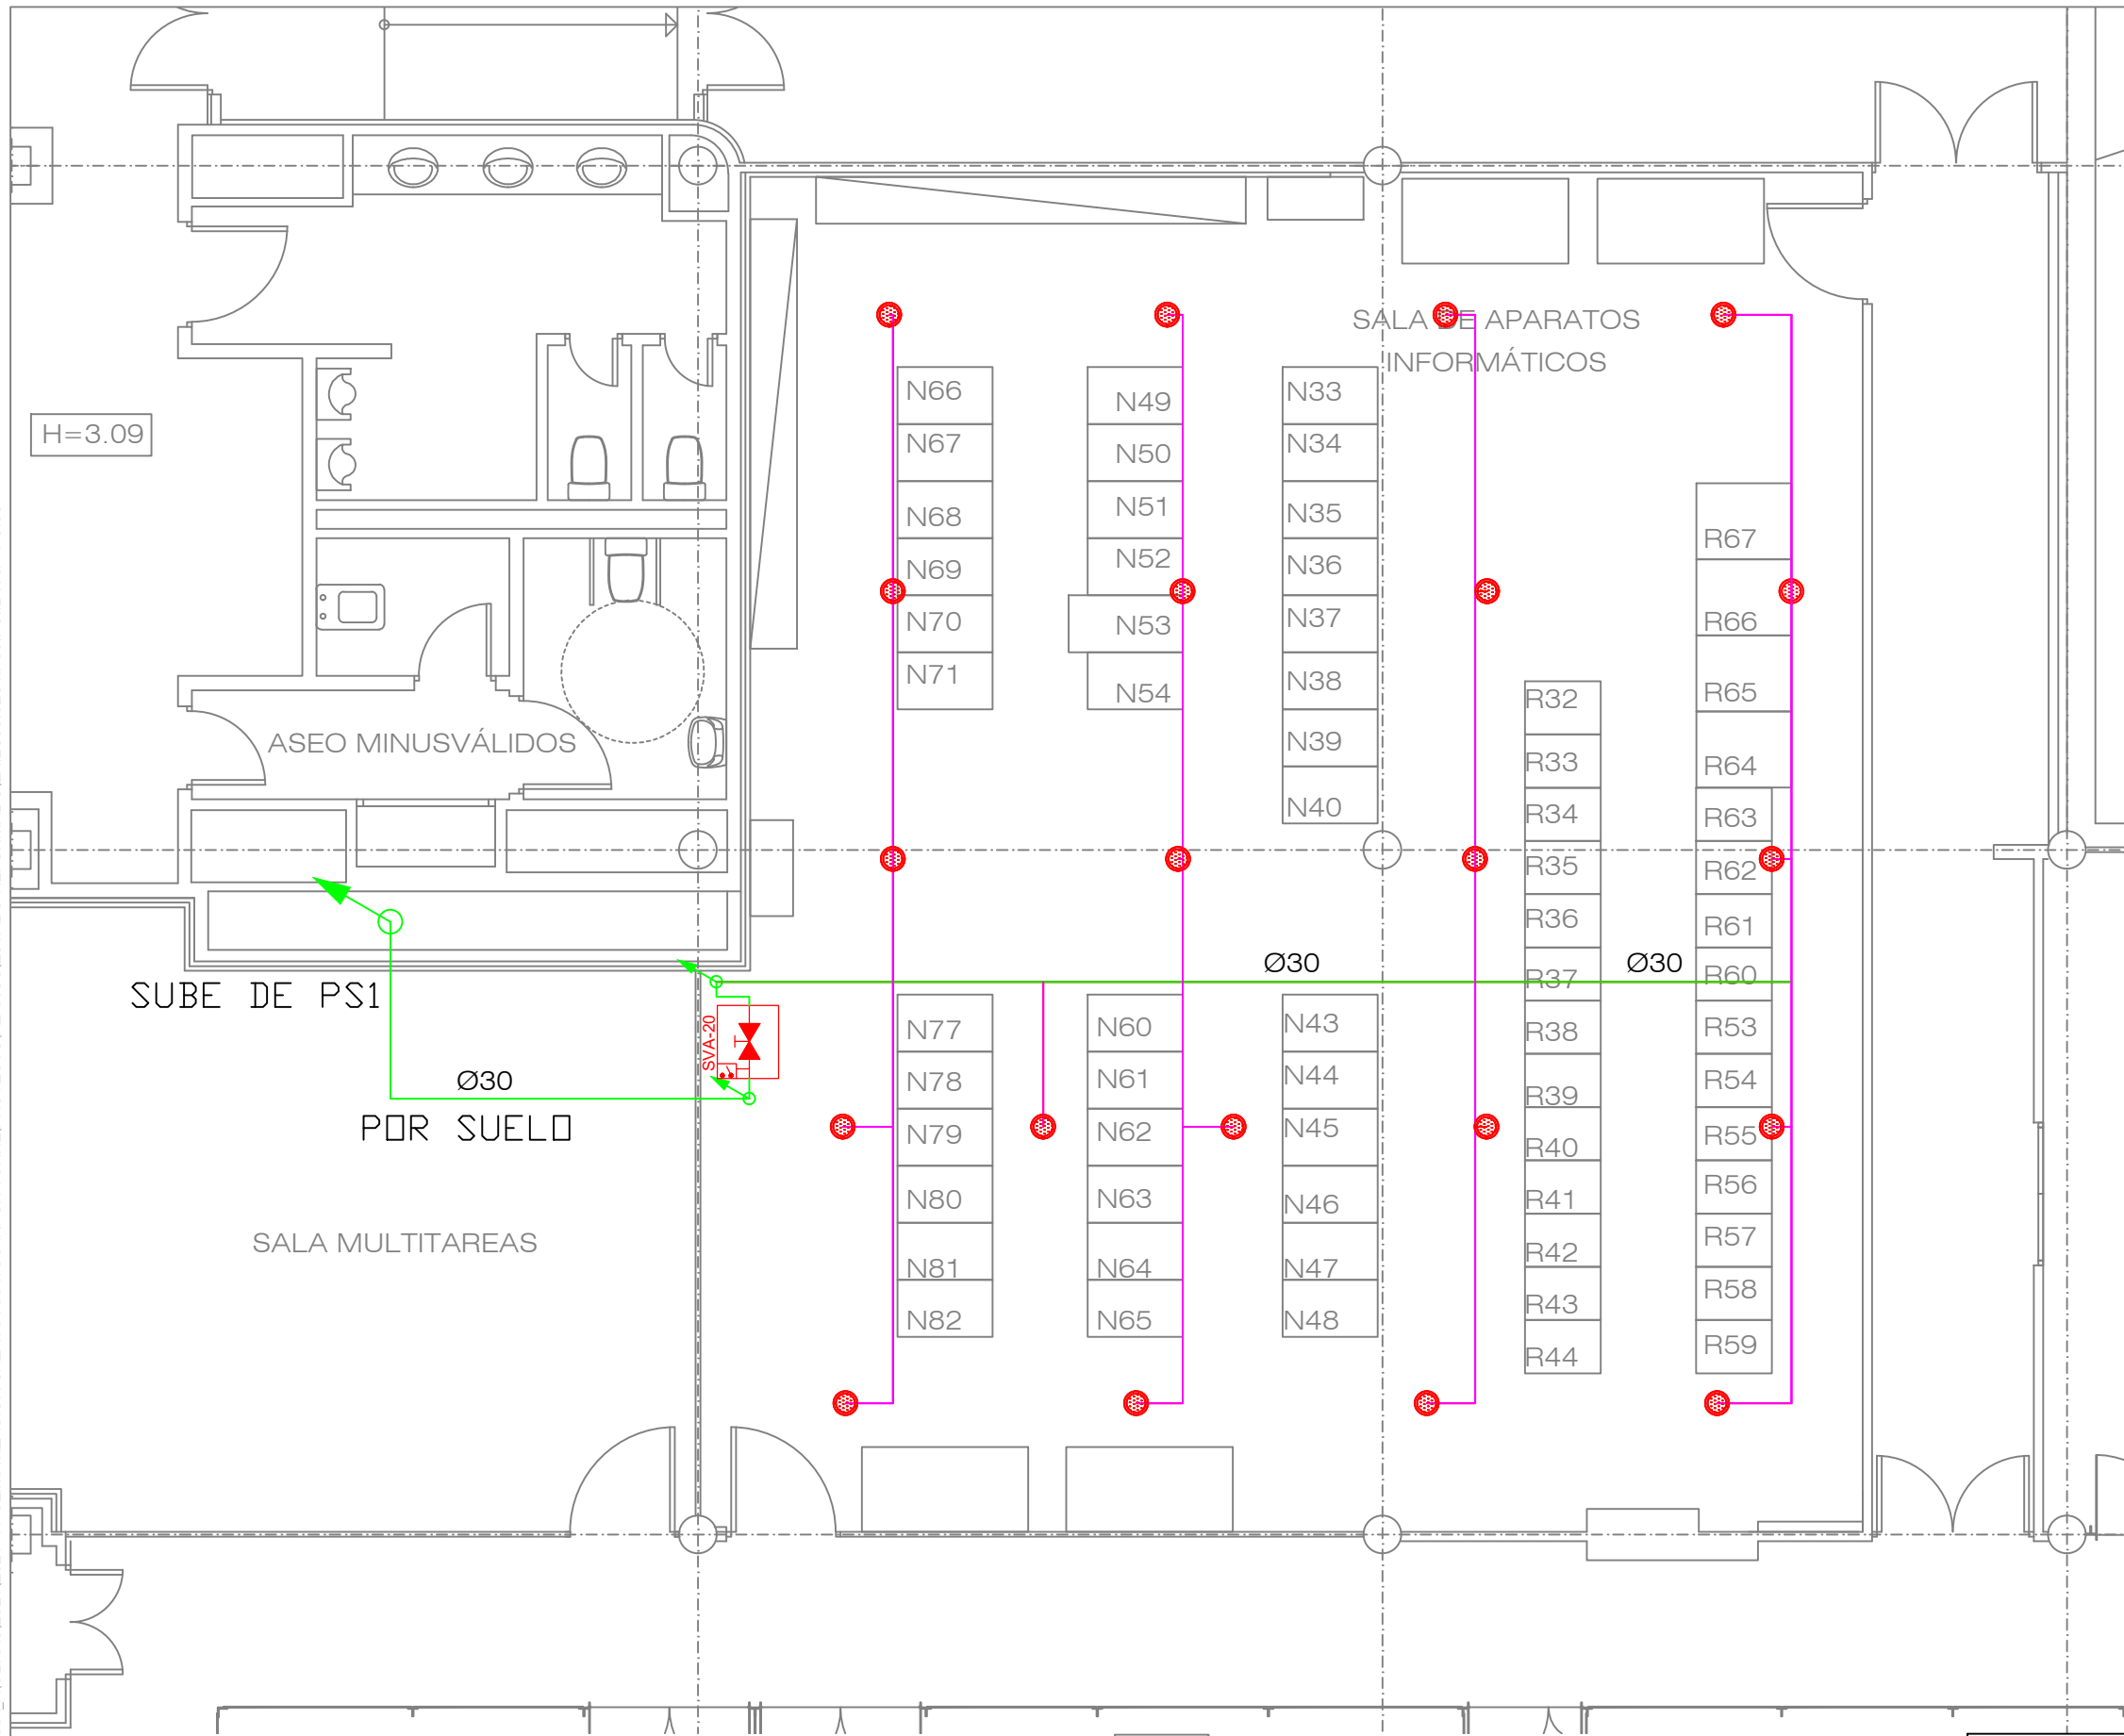 SALA DE APARATOS
INFORMÁTICOS
H=3.09
N66
N67
N68
N69
N70
N71
N49
N50
N51
N52
N53
N54
N33
N34
N35
N36
N37
N38
N39
N40
R67
R66
R65
R64
R63
R62
R61
R60
R53
R54
R55
R56
R57
R58
R59
R32
R33
R34
R35
R36
R37
R38
R39
R40
R41
R42
R43
R44
ASEO MINUSVÁLIDOS
Ø30
Ø30
SUBE DE PS1
SVA-20
Ø30
POR SUELO
N77
N78
N79
N80
N81
N82
N60
N61
N62
N63
N64
N65
N43
N44
N45
N46
N47
N48
SALA MULTITAREAS